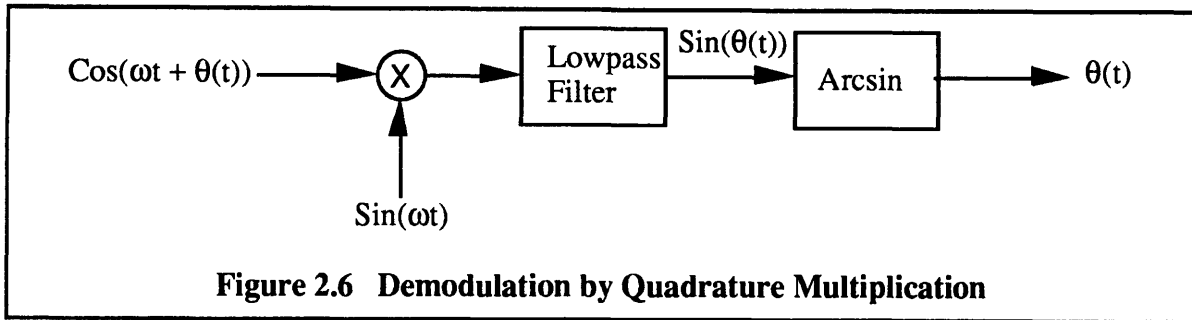 Cos(ωt + θ(t))
X
Lowpass
Filter
Sin(θ(t))
Arcsin
θ(t)
Sin(ωt)
Figure 2.6 Demodulation by Quadrature Multiplication